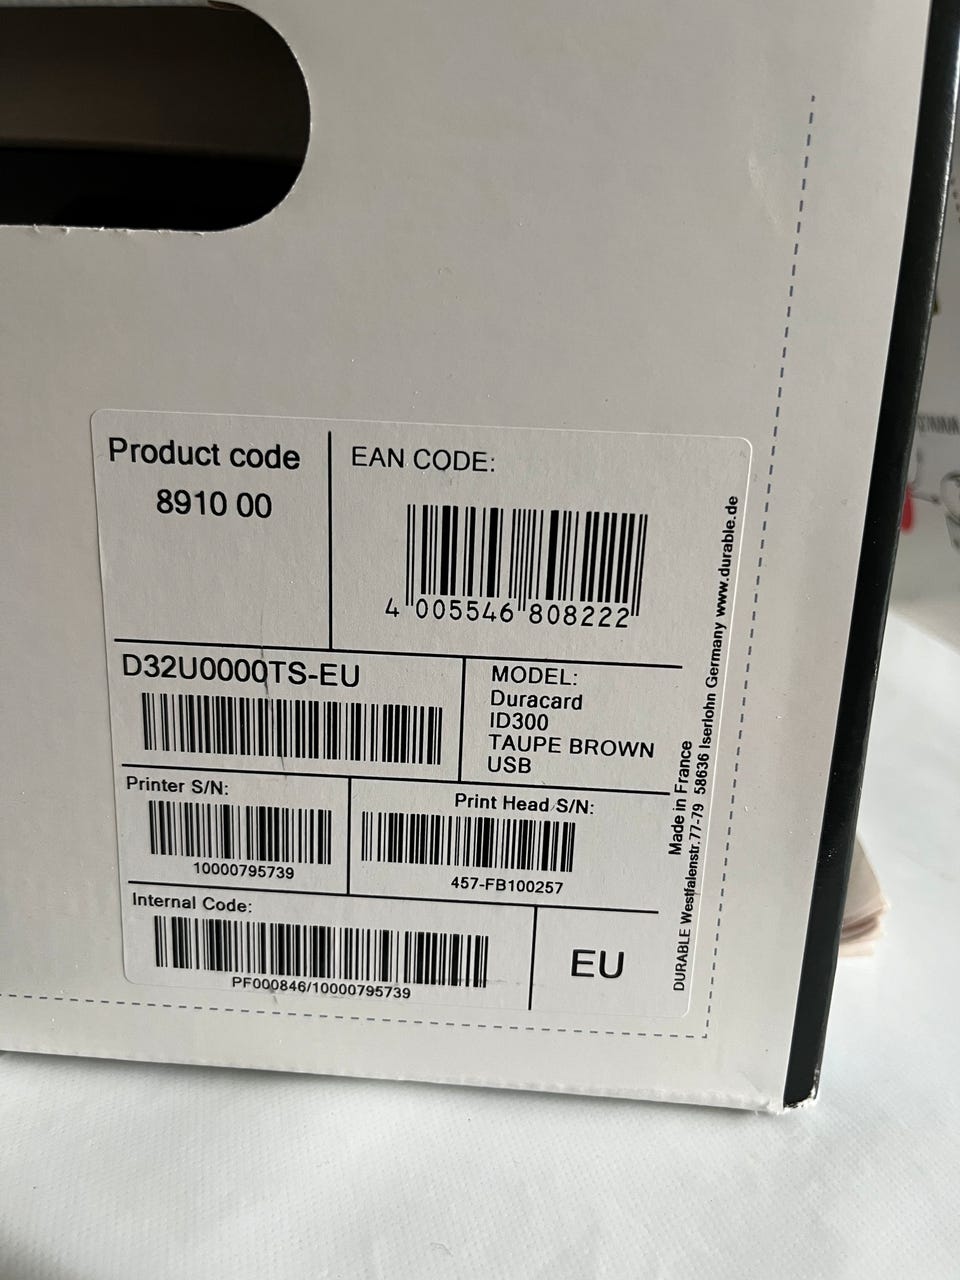 Product code
8910 00
EAN CODE:
4 005546 808222
D32U0000TS-EU
MODEL:
Duracard
ID300
TAUPE BROWN
USB
Printer S/N:
10000795739
Print Head S/N:
457-FB100257
Internal Code:
PF000846/10000795739
EU
Made in France
DURABLE Westfalenstr.77-79 58636 Iserlohn Germany www.durable.de